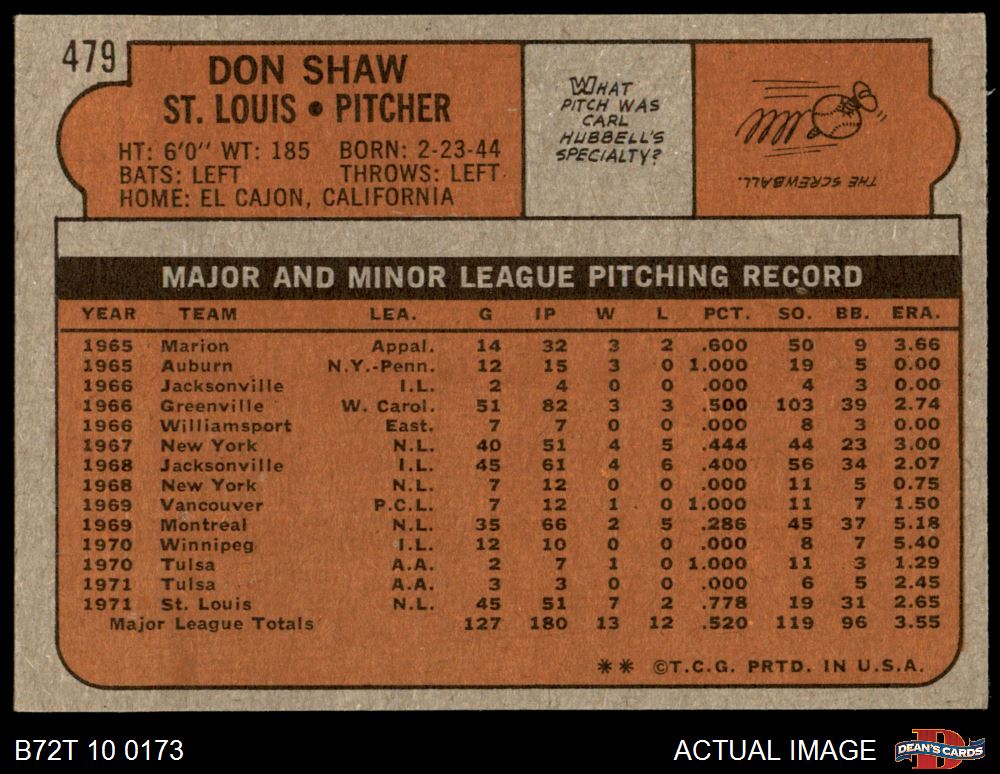 479
DON SHAW
ST. LOUIS • PITCHER
HT: 6'0" WT: 185 BORN: 2-23-44
BATS: LEFT THROWS: LEFT
HOME: EL CAJON, CALIFORNIA
WHAT
PITCH WAS
CARL
HUBBELL'S
SPECIALTY?
THE SCREWBALL.
MAJOR AND MINOR LEAGUE PITCHING RECORD
YEAR TEAM LEA. G IP W L PCT. SO. BB. ERA.
1965 Marion Appal. 14 32 3 2 .600 50 9 3.66
1965 Auburn N.Y.-Penn. 12 15 3 0 1.000 19 5 0.00
1966 Jacksonville I.L. 2 4 0 0 .000 4 3 0.00
1966 Greenville W. Carol. 51 82 3 3 .500 103 39 2.74
1966 Williamsport East. 7 7 0 0 .000 8 3 0.00
1967 New York N.L. 40 51 4 5 .444 44 23 3.00
1968 Jacksonville I.L. 45 61 4 6 .400 56 34 2.07
1968 New York N.L. 7 12 0 0 .000 11 5 0.75
1969 Vancouver P.C.L. 7 12 1 0 1.000 11 7 1.50
1969 Montreal N.L. 35 66 2 5 .286 45 37 5.18
1970 Winnipeg I.L. 12 10 0 0 .000 8 7 5.40
1970 Tulsa A.A. 2 7 1 0 1.000 11 3 1.29
1971 Tulsa A.A. 3 3 0 0 .000 6 5 2.45
1971 St. Louis N.L. 45 51 7 2 .778 19 31 2.65
Major League Totals 127 180 13 12 .520 119 96 3.55
** ©T.C.G. PRTD. IN U.S.A.
B72T 10 0173
ACTUAL IMAGE
D
DEAN'S CARDS